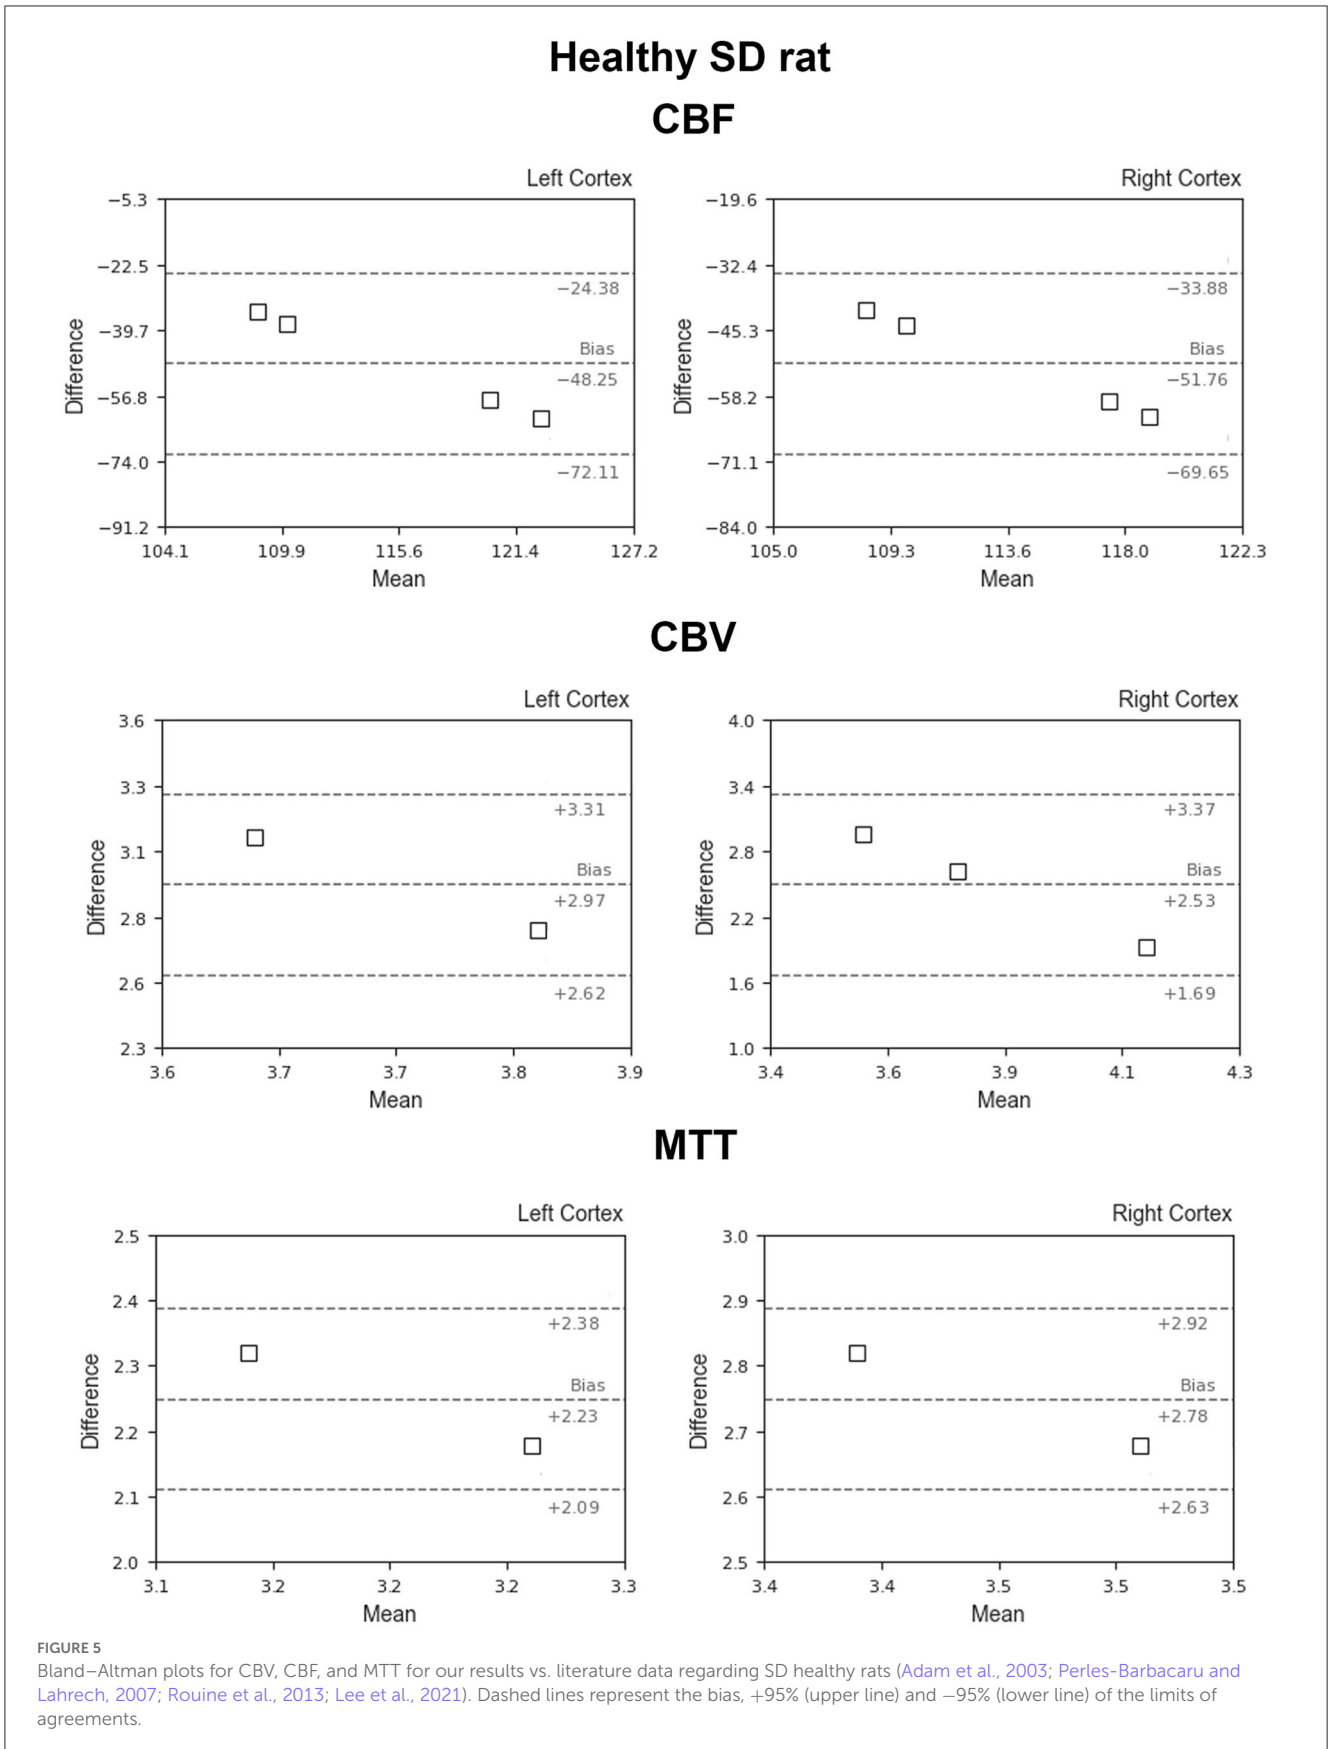 Healthy SD rat
CBF
Left Cortex
−5.3
−22.5
−39.7
−56.8
−74.0
−91.2
Difference
−24.38
Bias
−48.25
−72.11
104.1 109.9 115.6 121.4 127.2
Mean
Right Cortex
−19.6
−32.4
−45.3
−58.2
−71.1
−84.0
Difference
−33.88
Bias
−51.76
−69.65
105.0 109.3 113.6 118.0 122.3
Mean
CBV
Left Cortex
3.6
3.3
3.1
2.8
2.6
2.3
Difference
+3.31
Bias
+2.97
+2.62
3.6 3.7 3.7 3.8 3.9
Mean
Right Cortex
4.0
3.4
2.8
2.2
1.6
1.0
Difference
+3.37
Bias
+2.53
+1.69
3.4 3.6 3.9 4.1 4.3
Mean
MTT
Left Cortex
2.5
2.4
2.3
2.2
2.1
2.0
Difference
+2.38
Bias
+2.23
+2.09
3.1 3.2 3.2 3.2 3.3
Mean
Right Cortex
3.0
2.9
2.8
2.7
2.6
2.5
Difference
+2.92
Bias
+2.78
+2.63
3.4 3.4 3.5 3.5 3.5
Mean
FIGURE 5
Bland–Altman plots for CBV, CBF, and MTT for our results vs. literature data regarding SD healthy rats (Adam et al., 2003; Perles-Barbacaru and
Lahrech, 2007; Rouine et al., 2013; Lee et al., 2021). Dashed lines represent the bias, +95% (upper line) and −95% (lower line) of the limits of
agreements.